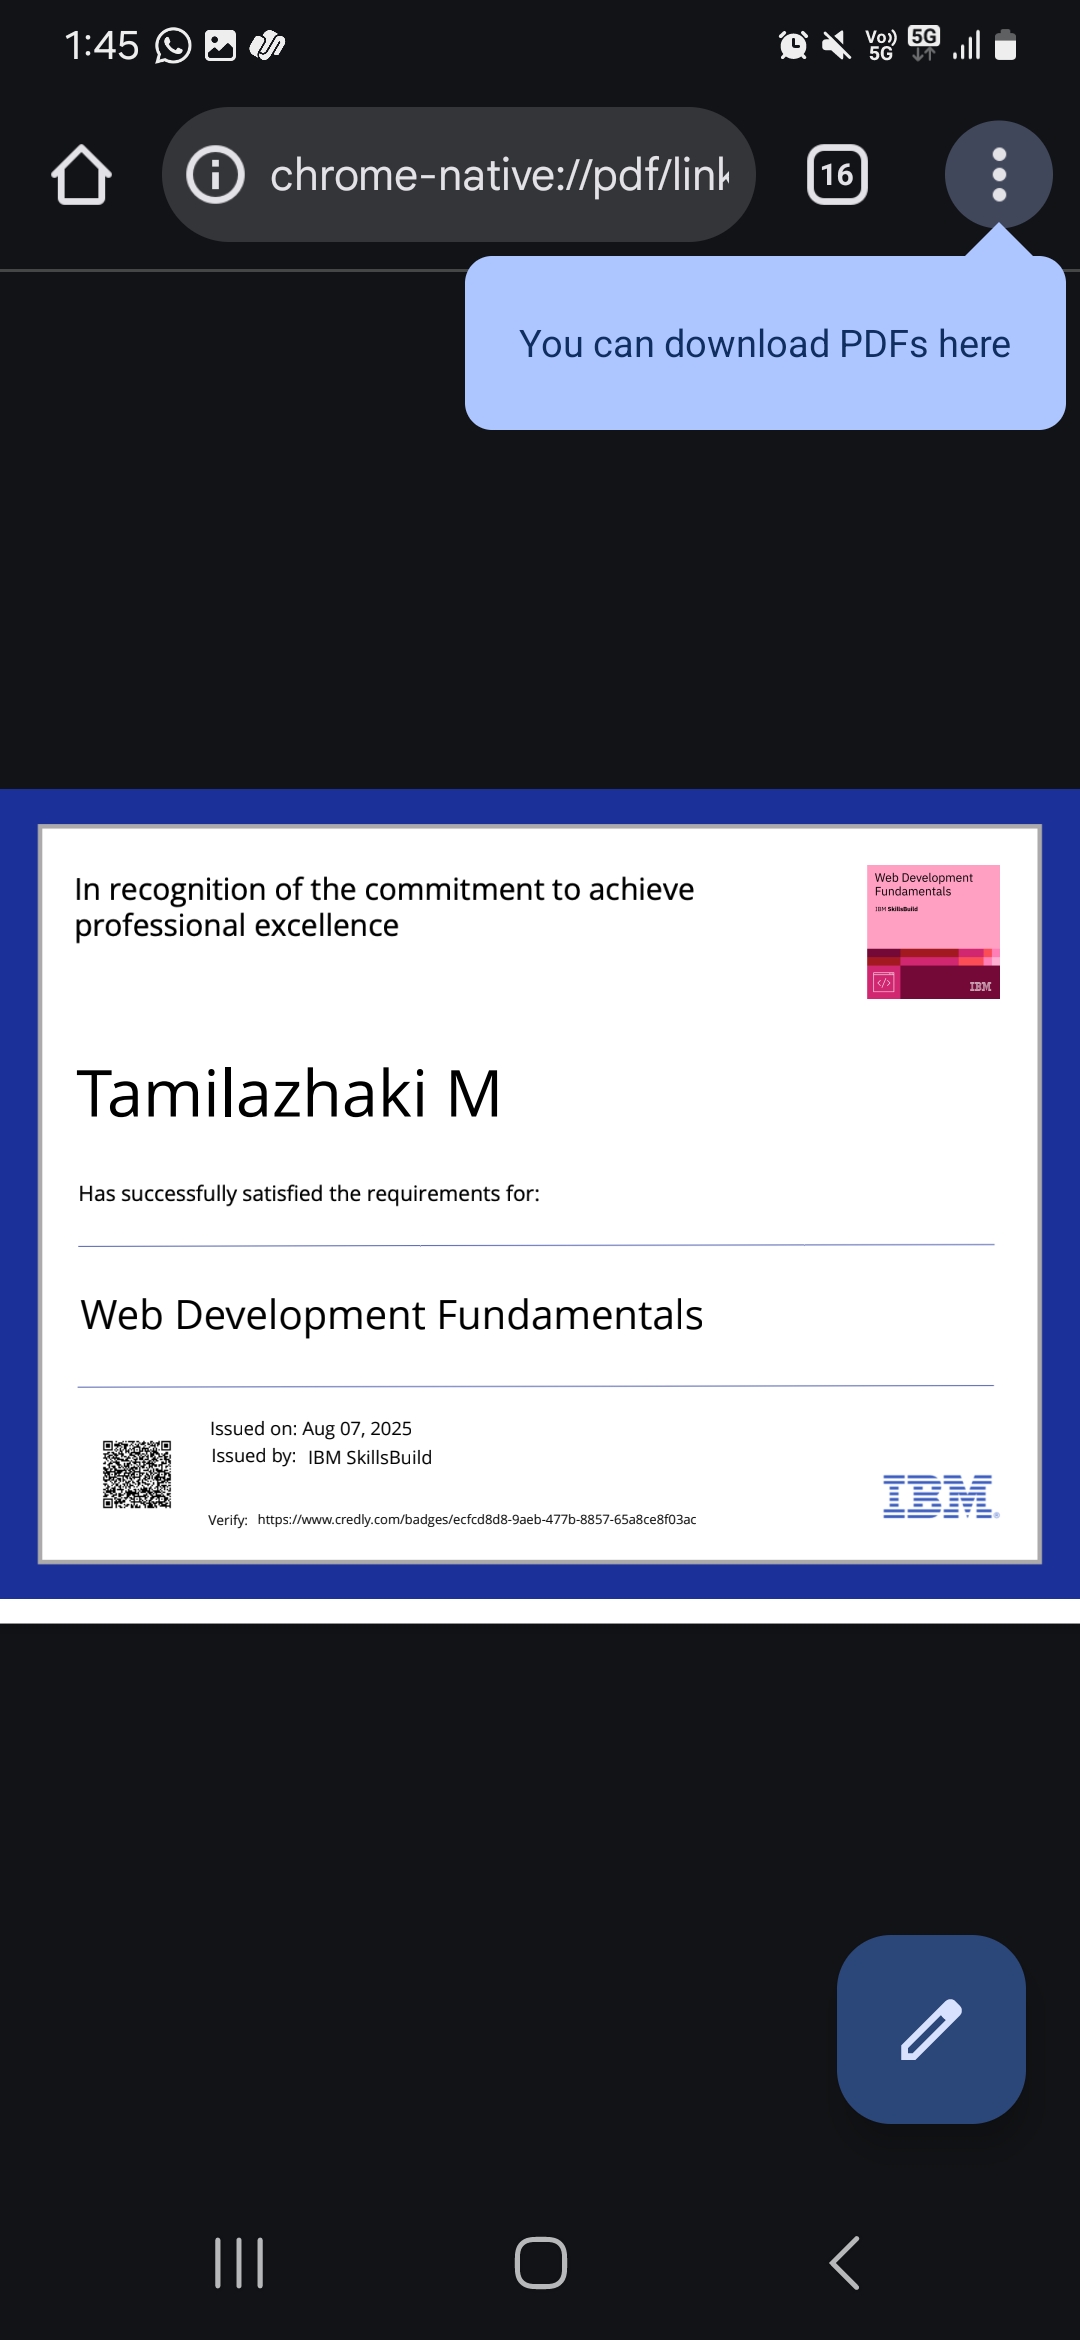 1:45
Vo))
5G
5G
chrome-native://pdf/link
16
You can download PDFs here
In recognition of the commitment to achieve
professional excellence
Web Development
Fundamentals
IBM SkillsBuild
</>
IBM
Tamilazhaki M
Has successfully satisfied the requirements for:
Web Development Fundamentals
Issued on: Aug 07, 2025
Issued by: IBM SkillsBuild
Verify: https://www.credly.com/badges/ecfcd8d8-9aeb-477b-8857-65a8ce8f03ac
IBM®